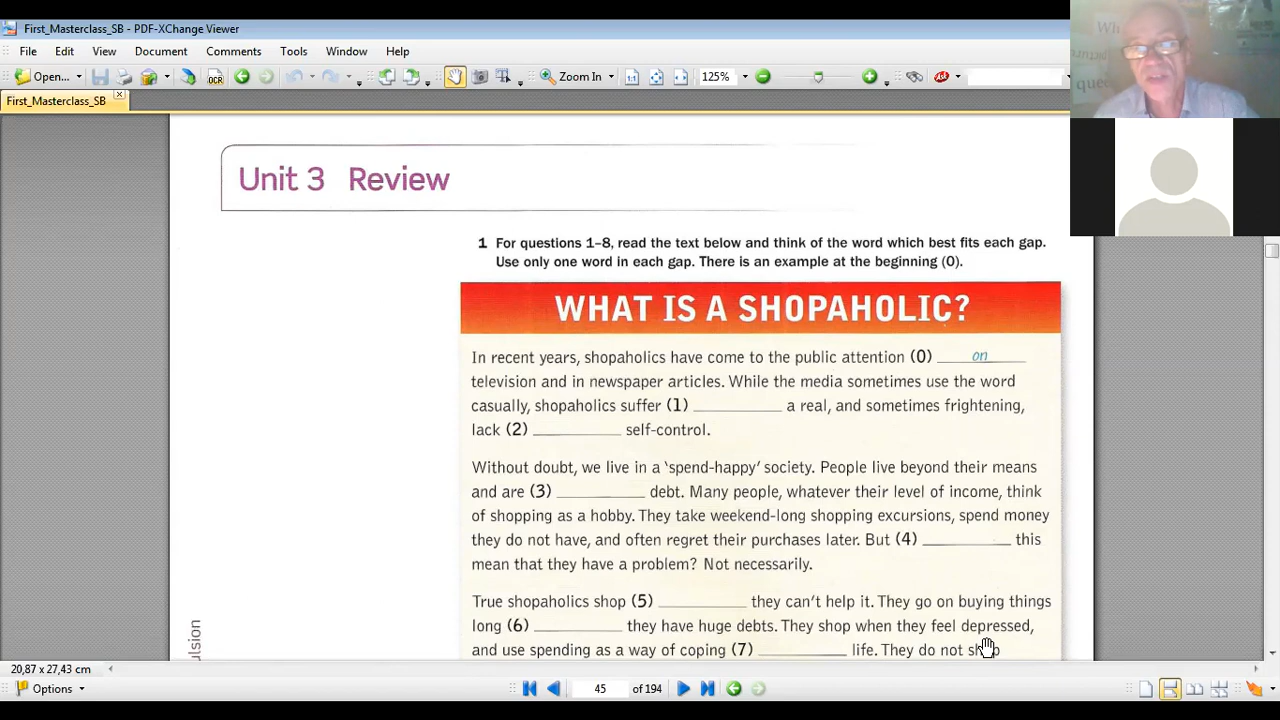 First_Masterclass_SB - PDF-XChange Viewer
File Edit View Document Comments Tools Window Help
Open... OCR Zoom In 125%
First_Masterclass_SB
Unit 3 Review
1 For questions 1–8, read the text below and think of the word which best fits each gap.
Use only one word in each gap. There is an example at the beginning (0).
WHAT IS A SHOPAHOLIC?
In recent years, shopaholics have come to the public attention (0) on
television and in newspaper articles. While the media sometimes use the word
casually, shopaholics suffer (1) __________ a real, and sometimes frightening,
lack (2) __________ self-control.
Without doubt, we live in a ‘spend-happy’ society. People live beyond their means
and are (3) __________ debt. Many people, whatever their level of income, think
of shopping as a hobby. They take weekend-long shopping excursions, spend money
they do not have, and often regret their purchases later. But (4) __________ this
mean that they have a problem? Not necessarily.
True shopaholics shop (5) __________ they can’t help it. They go on buying things
long (6) __________ they have huge debts. They shop when they feel depressed,
and use spending as a way of coping (7) __________ life. They do not shop
20,87 x 27,43 cm
Options 45 of 194